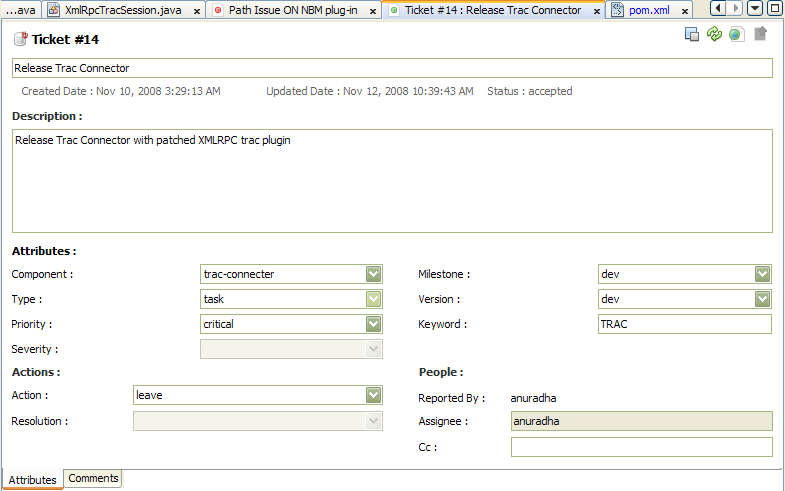 ...ava XmlRpcTracSession.java Path Issue ON NBM plug-in Ticket #14 : Release Trac Connector pom.xml
Ticket #14
Release Trac Connector
Created Date : Nov 10, 2008 3:29:13 AM Updated Date : Nov 12, 2008 10:39:43 AM Status : accepted
Description :
Release Trac Connector with patched XMLRPC trac plugin
Attributes :
Component : trac-connecter Milestone : dev
Type : task Version : dev
Priority : critical Keyword : TRAC
Severity :
Actions : People :
Action : leave Reported By : anuradha
Resolution : Assignee : anuradha
Cc :
Attributes Comments